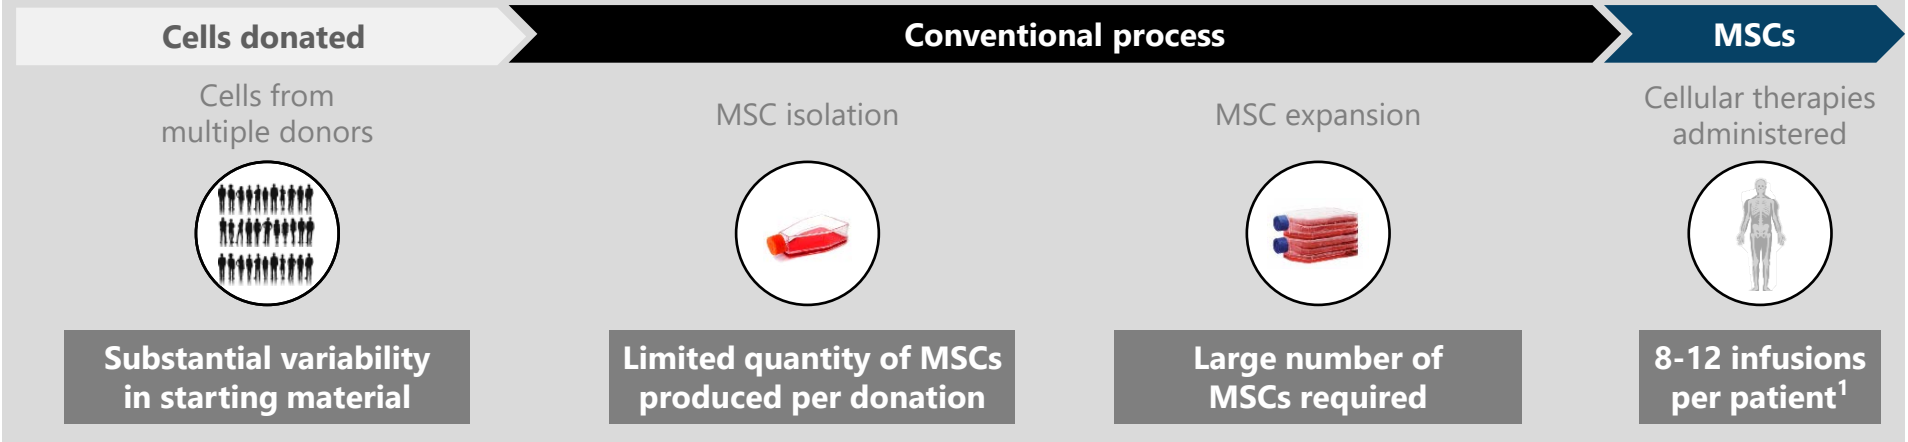 Cells donated
Conventional process
MSCs
Cells from
multiple donors
MSC isolation
MSC expansion
Cellular therapies
administered
Substantial variability
in starting material
Limited quantity of MSCs
produced per donation
Large number of
MSCs required
8-12 infusions
per patient¹